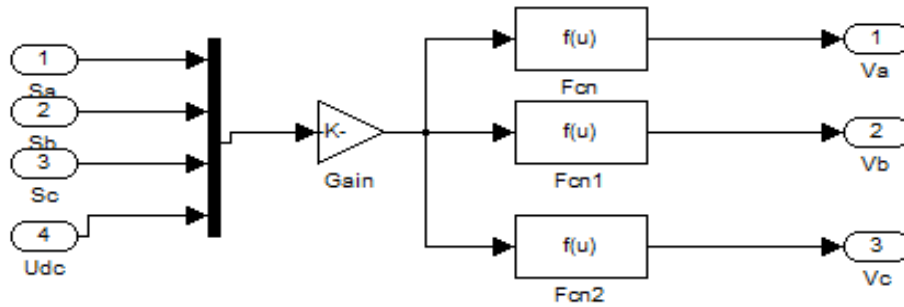 1
Sa
2
Sb
3
Sc
4
Udc
K-
Gain
f(u)
Fcn
f(u)
Fcn1
f(u)
Fcn2
1
Va
2
Vb
3
Vc